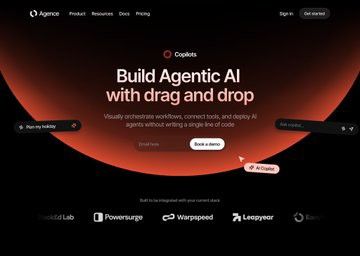 Agence
Product
Resources
Docs
Pricing
Sign in
Get started
Copilots
Build Agentic AI
with drag and drop
Visually orchestrate workflows, connect tools, and deploy AI
agents without writing a single line of code
Plan my holiday
Ask copilot...
Email here
Book a demo
AI Copilot
Built to be integrated with your current stack
Lab
Powersurge
Warpspeed
Leapyear